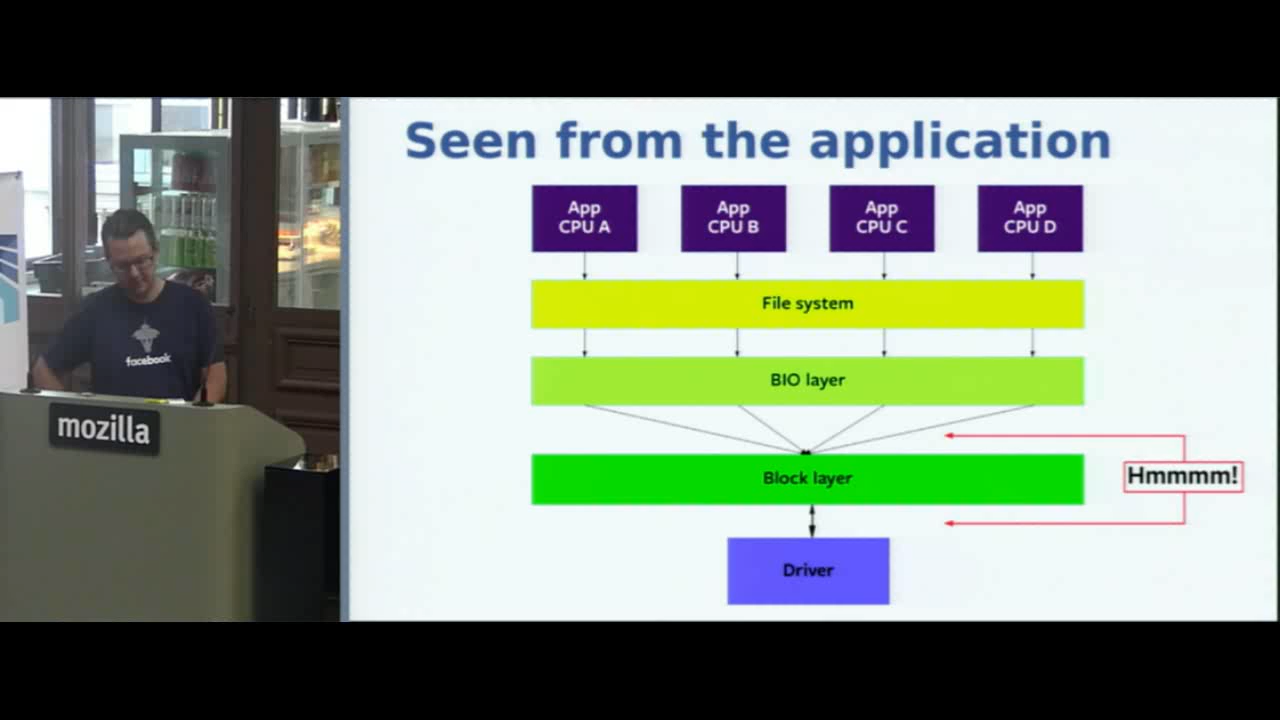 Seen from the application
App
CPU A
App
CPU B
App
CPU C
App
CPU D
File system
BIO layer
Block layer
Hmmmm!
Driver
facebook
mozilla